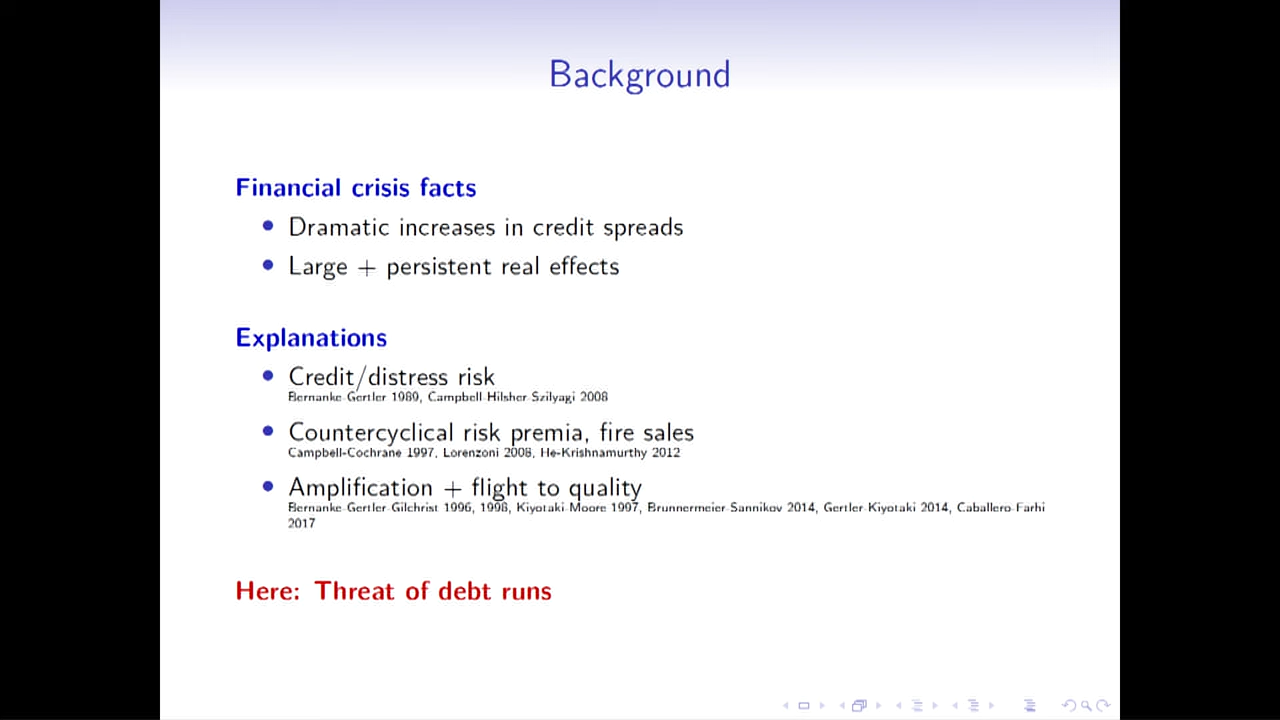 Background
Financial crisis facts
• Dramatic increases in credit spreads
• Large + persistent real effects
Explanations
• Credit/distress risk
Bernanke-Gertler 1989, Campbell-Hilsher-Szilyagi 2008
• Countercyclical risk premia, fire sales
Campbell-Cochrane 1997, Lorenzoni 2008, He-Krishnamurthy 2012
• Amplification + flight to quality
Bernanke-Gertler-Gilchrist 1996, 1998, Kiyotaki-Moore 1997, Brunnermeier-Sannikov 2014, Gertler-Kiyotaki 2014, Caballero-Farhi
2017
Here: Threat of debt runs